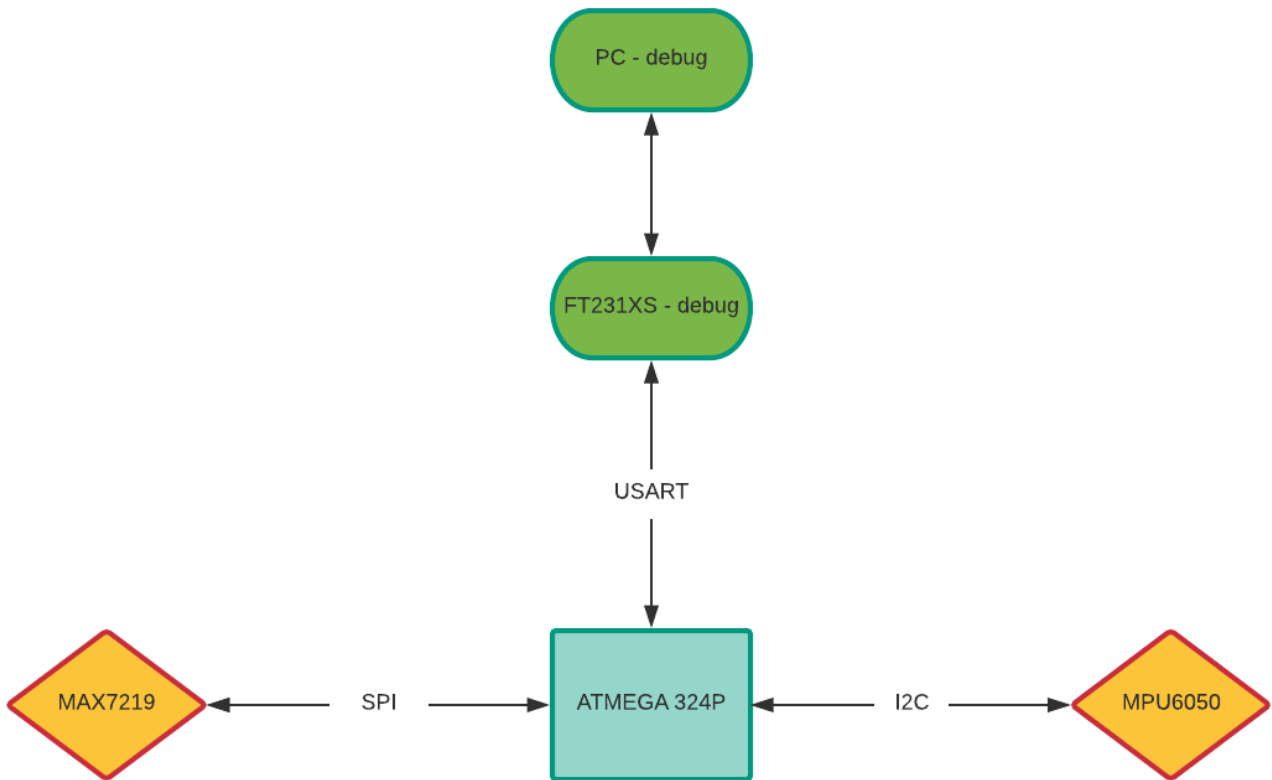 PC - debug
FT231XS - debug
USART
MAX7219
SPI
ATMEGA 324P
I2C
MPU6050